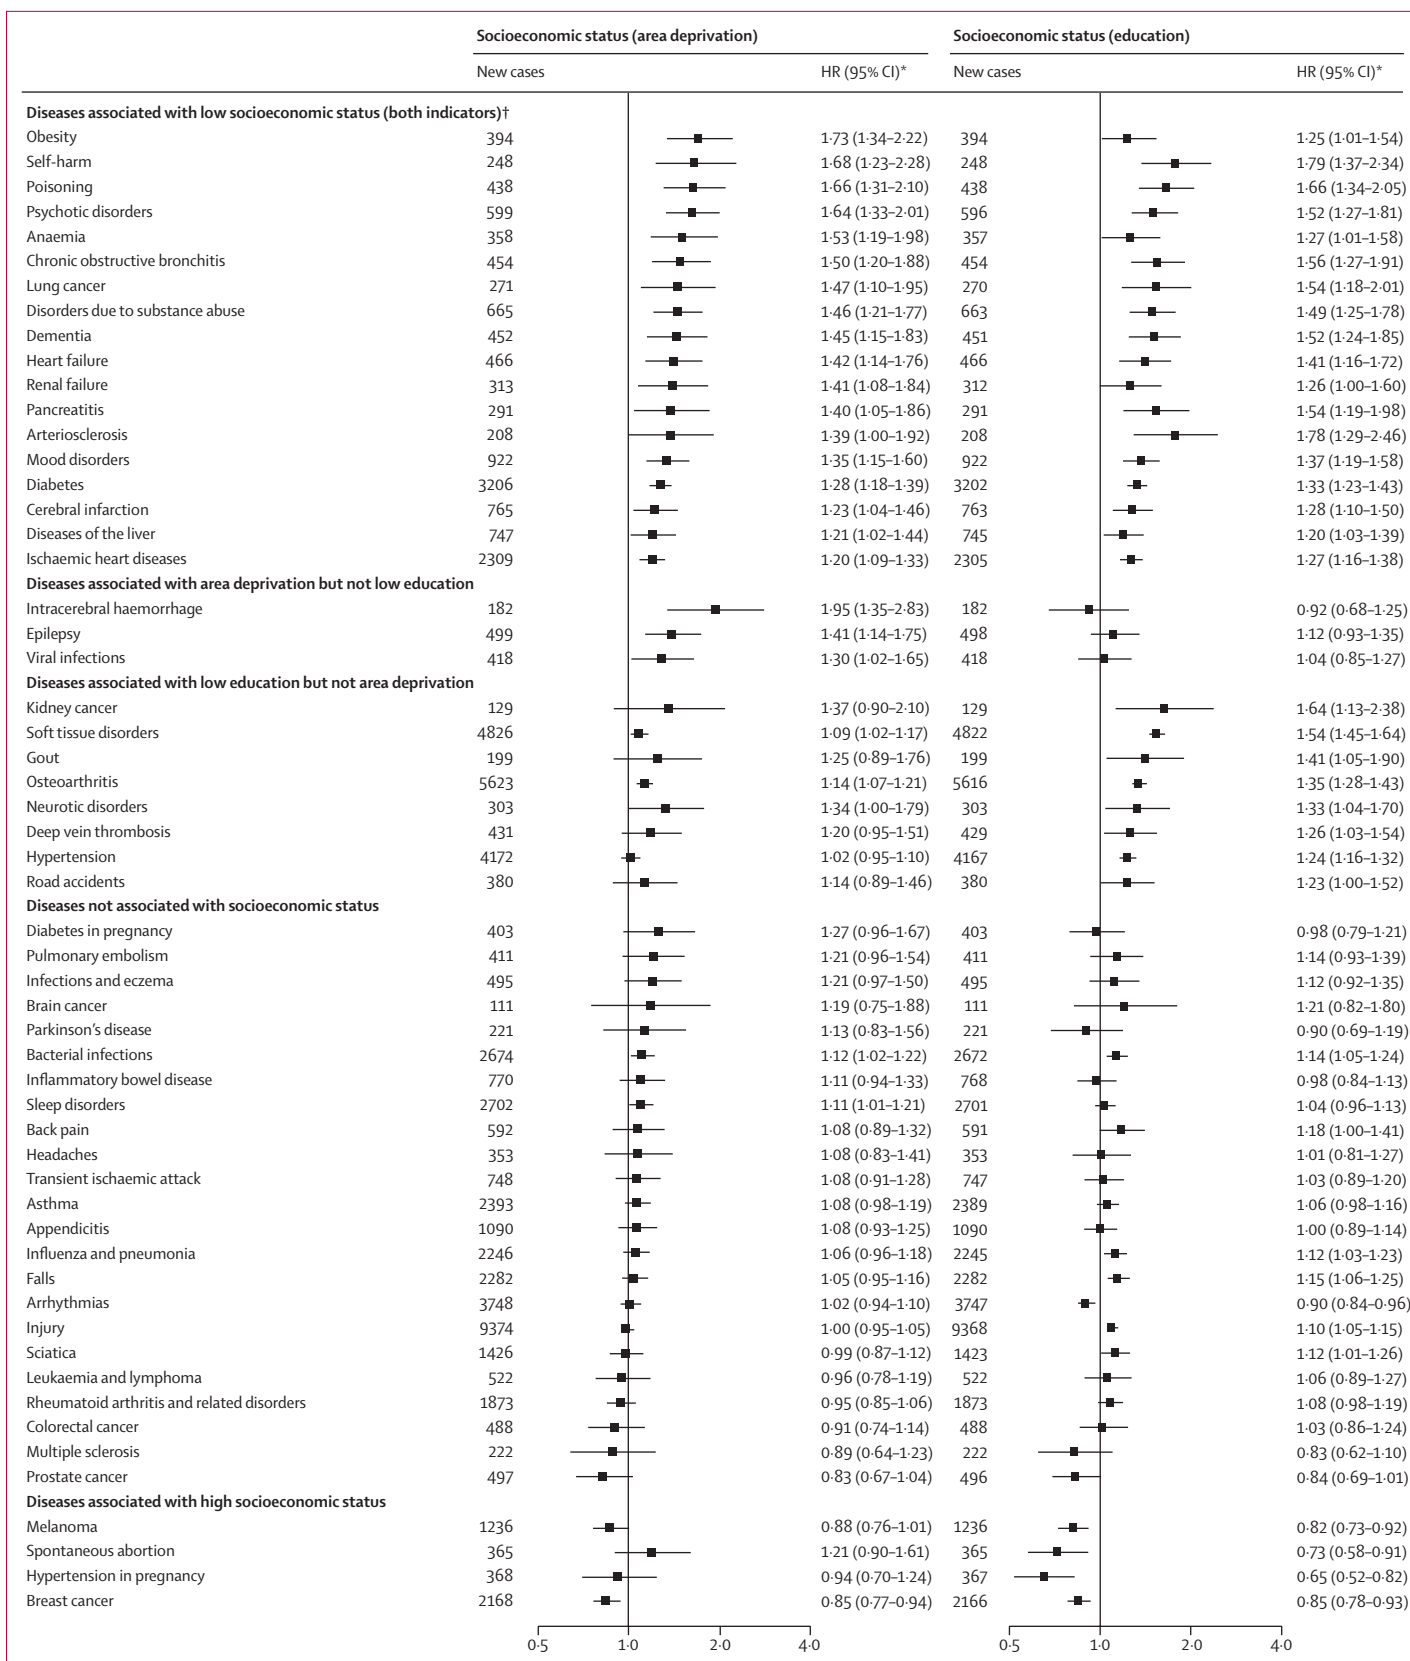 Socioeconomic status (area deprivation) Socioeconomic status (education)
New cases HR (95% CI)* New cases HR (95% CI)*
Diseases associated with low socioeconomic status (both indicators)†
Obesity 394 1·73 (1·34–2·22) 394 1·25 (1·01–1·54)
Self-harm 248 1·68 (1·23–2·28) 248 1·79 (1·37–2·34)
Poisoning 438 1·66 (1·31–2·10) 438 1·66 (1·34–2·05)
Psychotic disorders 599 1·64 (1·33–2·01) 596 1·52 (1·27–1·81)
Anaemia 358 1·53 (1·19–1·98) 357 1·27 (1·01–1·58)
Chronic obstructive bronchitis 454 1·50 (1·20–1·88) 454 1·56 (1·27–1·91)
Lung cancer 271 1·47 (1·10–1·95) 270 1·54 (1·18–2·01)
Disorders due to substance abuse 665 1·46 (1·21–1·77) 663 1·49 (1·25–1·78)
Dementia 452 1·45 (1·15–1·83) 451 1·52 (1·24–1·85)
Heart failure 466 1·42 (1·14–1·76) 466 1·41 (1·16–1·72)
Renal failure 313 1·41 (1·08–1·84) 312 1·26 (1·00–1·60)
Pancreatitis 291 1·40 (1·05–1·86) 291 1·54 (1·19–1·98)
Arteriosclerosis 208 1·39 (1·00–1·92) 208 1·78 (1·29–2·46)
Mood disorders 922 1·35 (1·15–1·60) 922 1·37 (1·19–1·58)
Diabetes 3206 1·28 (1·18–1·39) 3202 1·33 (1·23–1·43)
Cerebral infarction 765 1·23 (1·04–1·46) 763 1·28 (1·10–1·50)
Diseases of the liver 747 1·21 (1·02–1·44) 745 1·20 (1·03–1·39)
Ischaemic heart diseases 2309 1·20 (1·09–1·33) 2305 1·27 (1·16–1·38)
Diseases associated with area deprivation but not low education
Intracerebral haemorrhage 182 1·95 (1·35–2·83) 182 0·92 (0·68–1·25)
Epilepsy 499 1·41 (1·14–1·75) 498 1·12 (0·93–1·35)
Viral infections 418 1·30 (1·02–1·65) 418 1·04 (0·85–1·27)
Diseases associated with low education but not area deprivation
Kidney cancer 129 1·37 (0·90–2·10) 129 1·64 (1·13–2·38)
Soft tissue disorders 4826 1·09 (1·02–1·17) 4822 1·54 (1·45–1·64)
Gout 199 1·25 (0·89–1·76) 199 1·41 (1·05–1·90)
Osteoarthritis 5623 1·14 (1·07–1·21) 5616 1·35 (1·28–1·43)
Neurotic disorders 303 1·34 (1·00–1·79) 303 1·33 (1·04–1·70)
Deep vein thrombosis 431 1·20 (0·95–1·51) 429 1·26 (1·03–1·54)
Hypertension 4172 1·02 (0·95–1·10) 4167 1·24 (1·16–1·32)
Road accidents 380 1·14 (0·89–1·46) 380 1·23 (1·00–1·52)
Diseases not associated with socioeconomic status
Diabetes in pregnancy 403 1·27 (0·96–1·67) 403 0·98 (0·79–1·21)
Pulmonary embolism 411 1·21 (0·96–1·54) 411 1·14 (0·93–1·39)
Infections and eczema 495 1·21 (0·97–1·50) 495 1·12 (0·92–1·35)
Brain cancer 111 1·19 (0·75–1·88) 111 1·21 (0·82–1·80)
Parkinson's disease 221 1·13 (0·83–1·56) 221 0·90 (0·69–1·19)
Bacterial infections 2674 1·12 (1·02–1·22) 2672 1·14 (1·05–1·24)
Inflammatory bowel disease 770 1·11 (0·94–1·33) 768 0·98 (0·84–1·13)
Sleep disorders 2702 1·11 (1·01–1·21) 2701 1·04 (0·96–1·13)
Back pain 592 1·08 (0·89–1·32) 591 1·18 (1·00–1·41)
Headaches 353 1·08 (0·83–1·41) 353 1·01 (0·81–1·27)
Transient ischaemic attack 748 1·08 (0·91–1·28) 747 1·03 (0·89–1·20)
Asthma 2393 1·08 (0·98–1·19) 2389 1·06 (0·98–1·16)
Appendicitis 1090 1·08 (0·93–1·25) 1090 1·00 (0·89–1·14)
Influenza and pneumonia 2246 1·06 (0·96–1·18) 2245 1·12 (1·03–1·23)
Falls 2282 1·05 (0·95–1·16) 2282 1·15 (1·06–1·25)
Arrhythmias 3748 1·02 (0·94–1·10) 3747 0·90 (0·84–0·96)
Injury 9374 1·00 (0·95–1·05) 9368 1·10 (1·05–1·15)
Sciatica 1426 0·99 (0·87–1·12) 1423 1·12 (1·01–1·26)
Leukaemia and lymphoma 522 0·96 (0·78–1·19) 522 1·06 (0·89–1·27)
Rheumatoid arthritis and related disorders 1873 0·95 (0·85–1·06) 1873 1·08 (0·98–1·19)
Colorectal cancer 488 0·91 (0·74–1·14) 488 1·03 (0·86–1·24)
Multiple sclerosis 222 0·89 (0·64–1·23) 222 0·83 (0·62–1·10)
Prostate cancer 497 0·83 (0·67–1·04) 496 0·84 (0·69–1·01)
Diseases associated with high socioeconomic status
Melanoma 1236 0·88 (0·76–1·01) 1236 0·82 (0·73–0·92)
Spontaneous abortion 365 1·21 (0·90–1·61) 365 0·73 (0·58–0·91)
Hypertension in pregnancy 368 0·94 (0·70–1·24) 367 0·65 (0·52–0·82)
Breast cancer 2168 0·85 (0·77–0·94) 2166 0·85 (0·78–0·93)
0·5 1·0 2·0 4·0 0·5 1·0 2·0 4·0